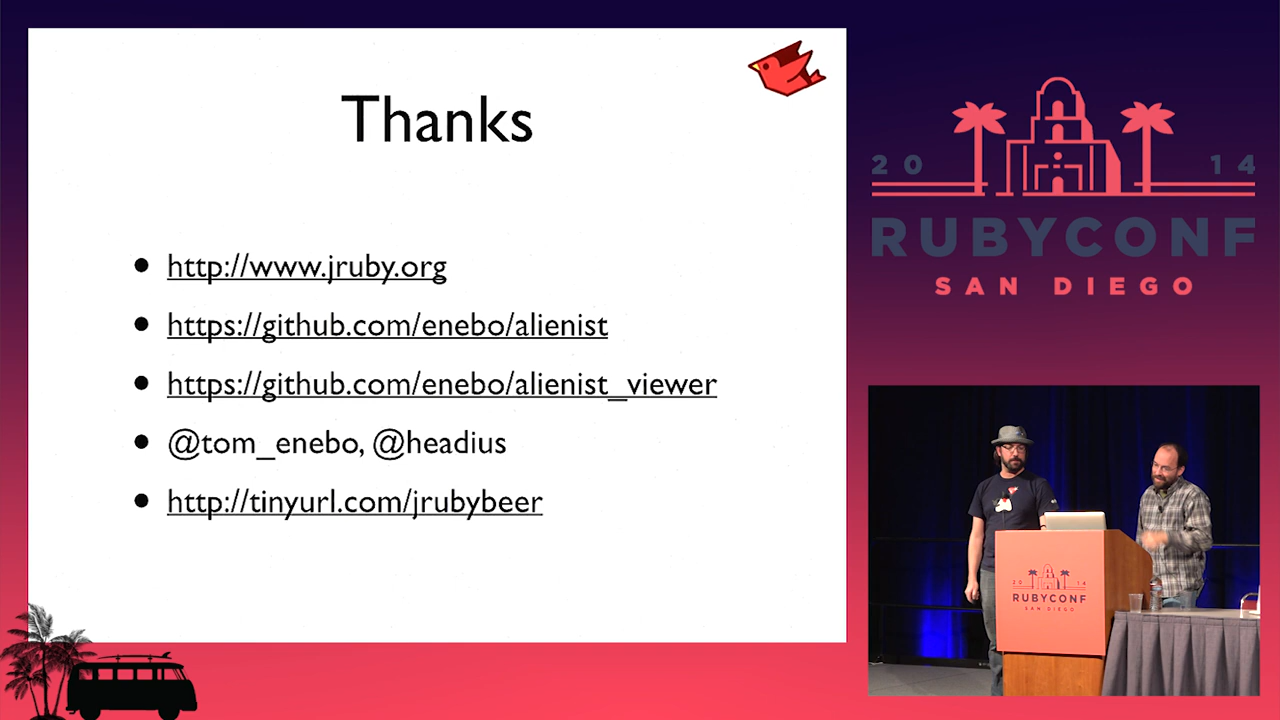 Thanks
http://www.jruby.org
https://github.com/enebo/alienist
https://github.com/enebo/alienist_viewer
@tom_enebo, @headius
http://tinyurl.com/jrubybeer
20 14
RUBYCONF
SAN DIEGO
20 14
RUBYCONF
SAN DIEGO